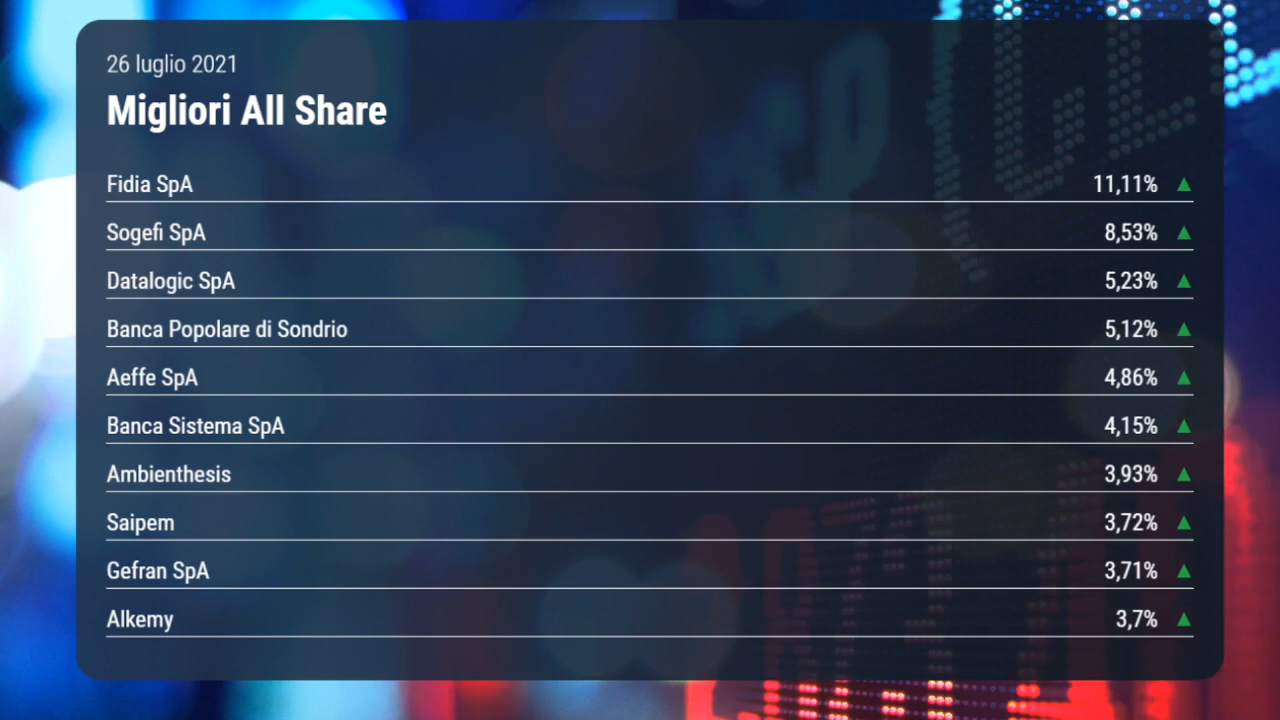 26 luglio 2021
Migliori All Share
Fidia SpA 11,11% ▲
Sogefi SpA 8,53% ▲
Datalogic SpA 5,23% ▲
Banca Popolare di Sondrio 5,12% ▲
Aeffe SpA 4,86% ▲
Banca Sistema SpA 4,15% ▲
Ambienthesis 3,93% ▲
Saipem 3,72% ▲
Gefran SpA 3,71% ▲
Alkemy 3,7% ▲